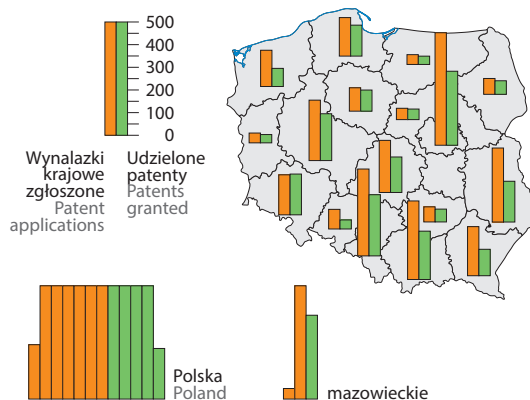 500
400
300
200
100
0
Wynalazki
krajowe
zgłoszone
Patent
applications
Udzielone
patenty
Patents
granted
Polska
Poland
mazowieckie